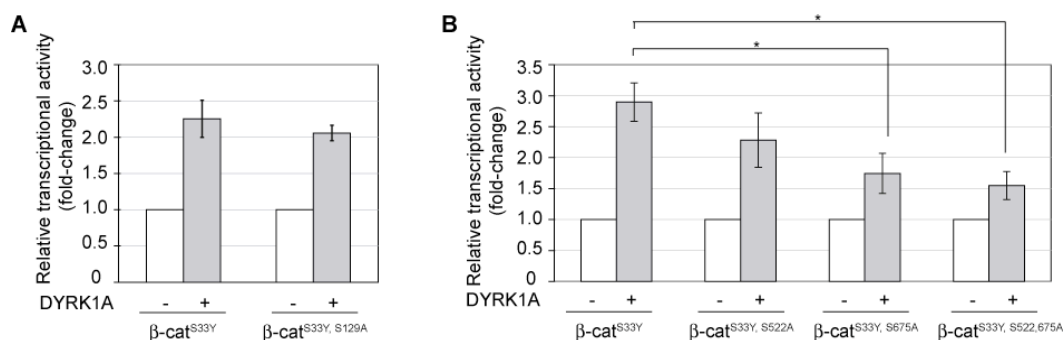 A
Relative transcriptional activity
(fold-change)
3.0
2.5
2.0
1.5
1.0
0.5
0
DYRK1A - + - +
β-cat^S33Y β-cat^S33Y, S129A
B
* 
*
Relative transcriptional activity
(fold-change)
3.5
3.0
2.5
2.0
1.5
1.0
0.5
0
DYRK1A - + - + - + - +
β-cat^S33Y β-cat^S33Y, S522A β-cat^S33Y, S675A β-cat^S33Y, S522,675A